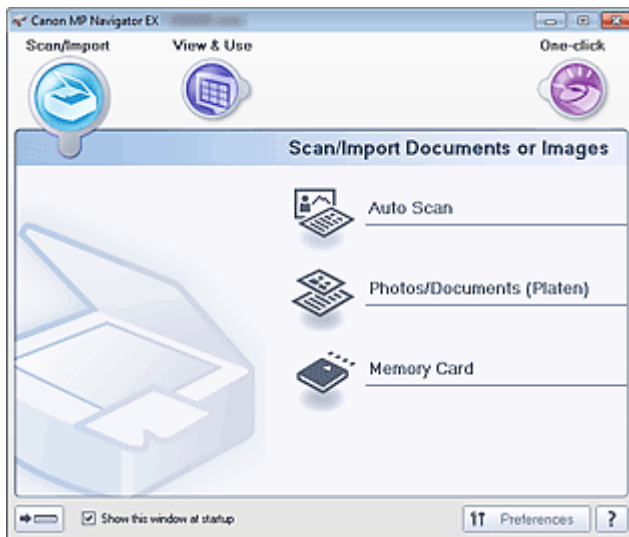 Canon MP Navigator EX
Scan/Import
View & Use
One-click
Scan/Import Documents or Images
Auto Scan
Photos/Documents (Platen)
Memory Card
Show this window at startup
Preferences
?